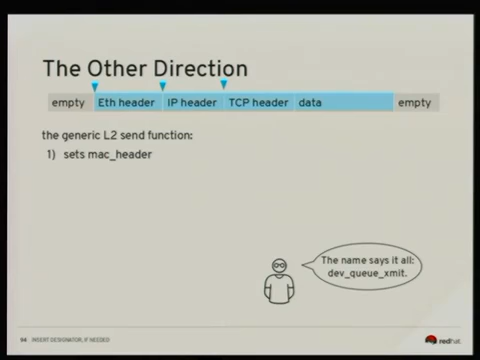 The Other Direction
empty Eth header IP header TCP header data empty
the generic L2 send function:
1) sets mac_header
The name says it all:
dev_queue_xmit.
54 INSERT DESIGNATOR, IF NEEDED
redhat.